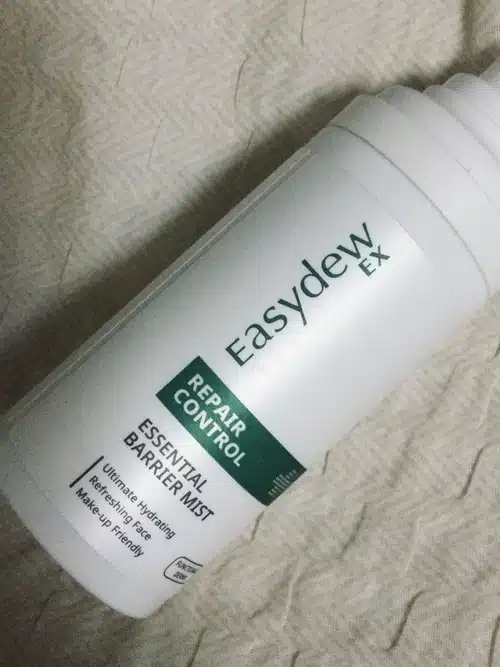 Easydew
EX
REPAIR
CONTROL
ESSENTIAL
BARRIER MIST
Ultimate Hydrating
Refreshing Face
Make-up Friendly